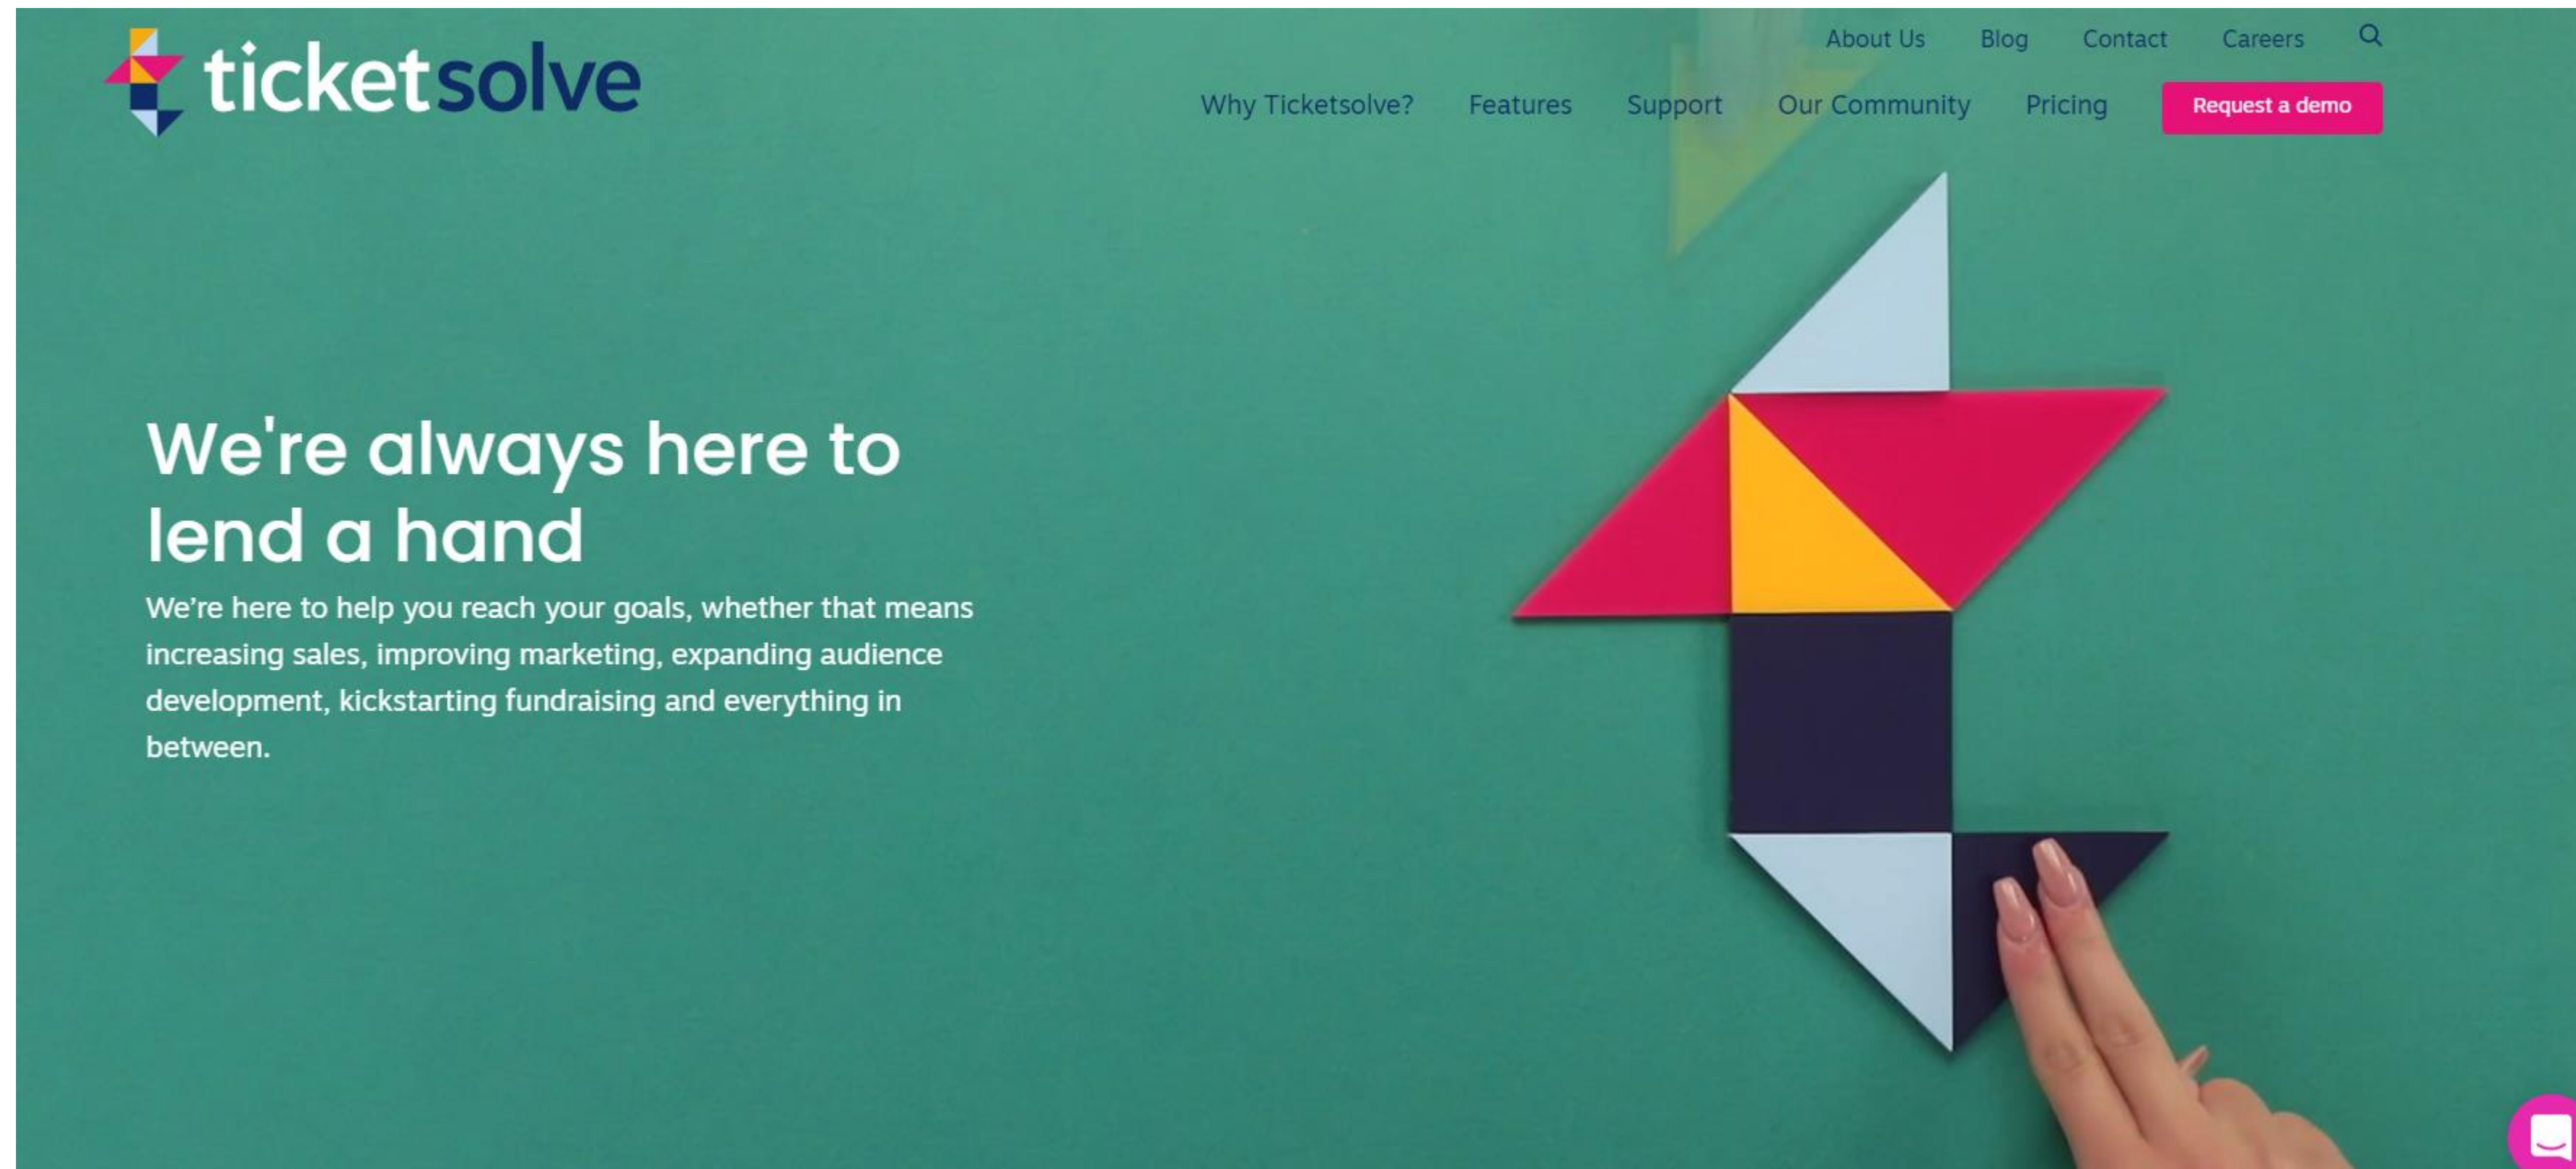 ticketsolve
About Us Blog Contact Careers
Why Ticketsolve? Features Support Our Community Pricing Request a demo
We're always here to
lend a hand
We’re here to help you reach your goals, whether that means
increasing sales, improving marketing, expanding audience
development, kickstarting fundraising and everything in
between.